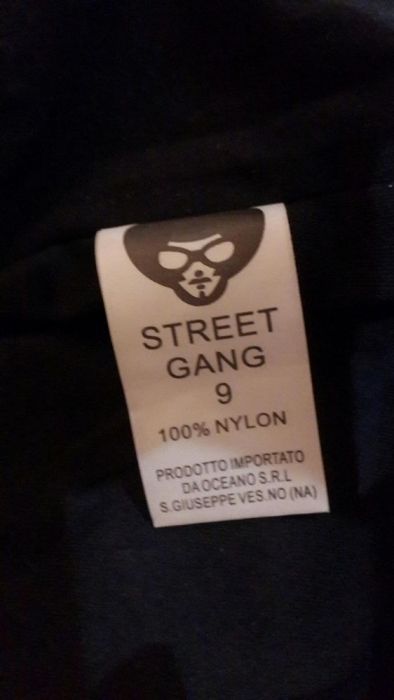 STREET
GANG
9
100% NYLON
PRODOTTO IMPORTATO
DA OCEANO S.R.L
S.GIUSEPPE VES.NO (NA)